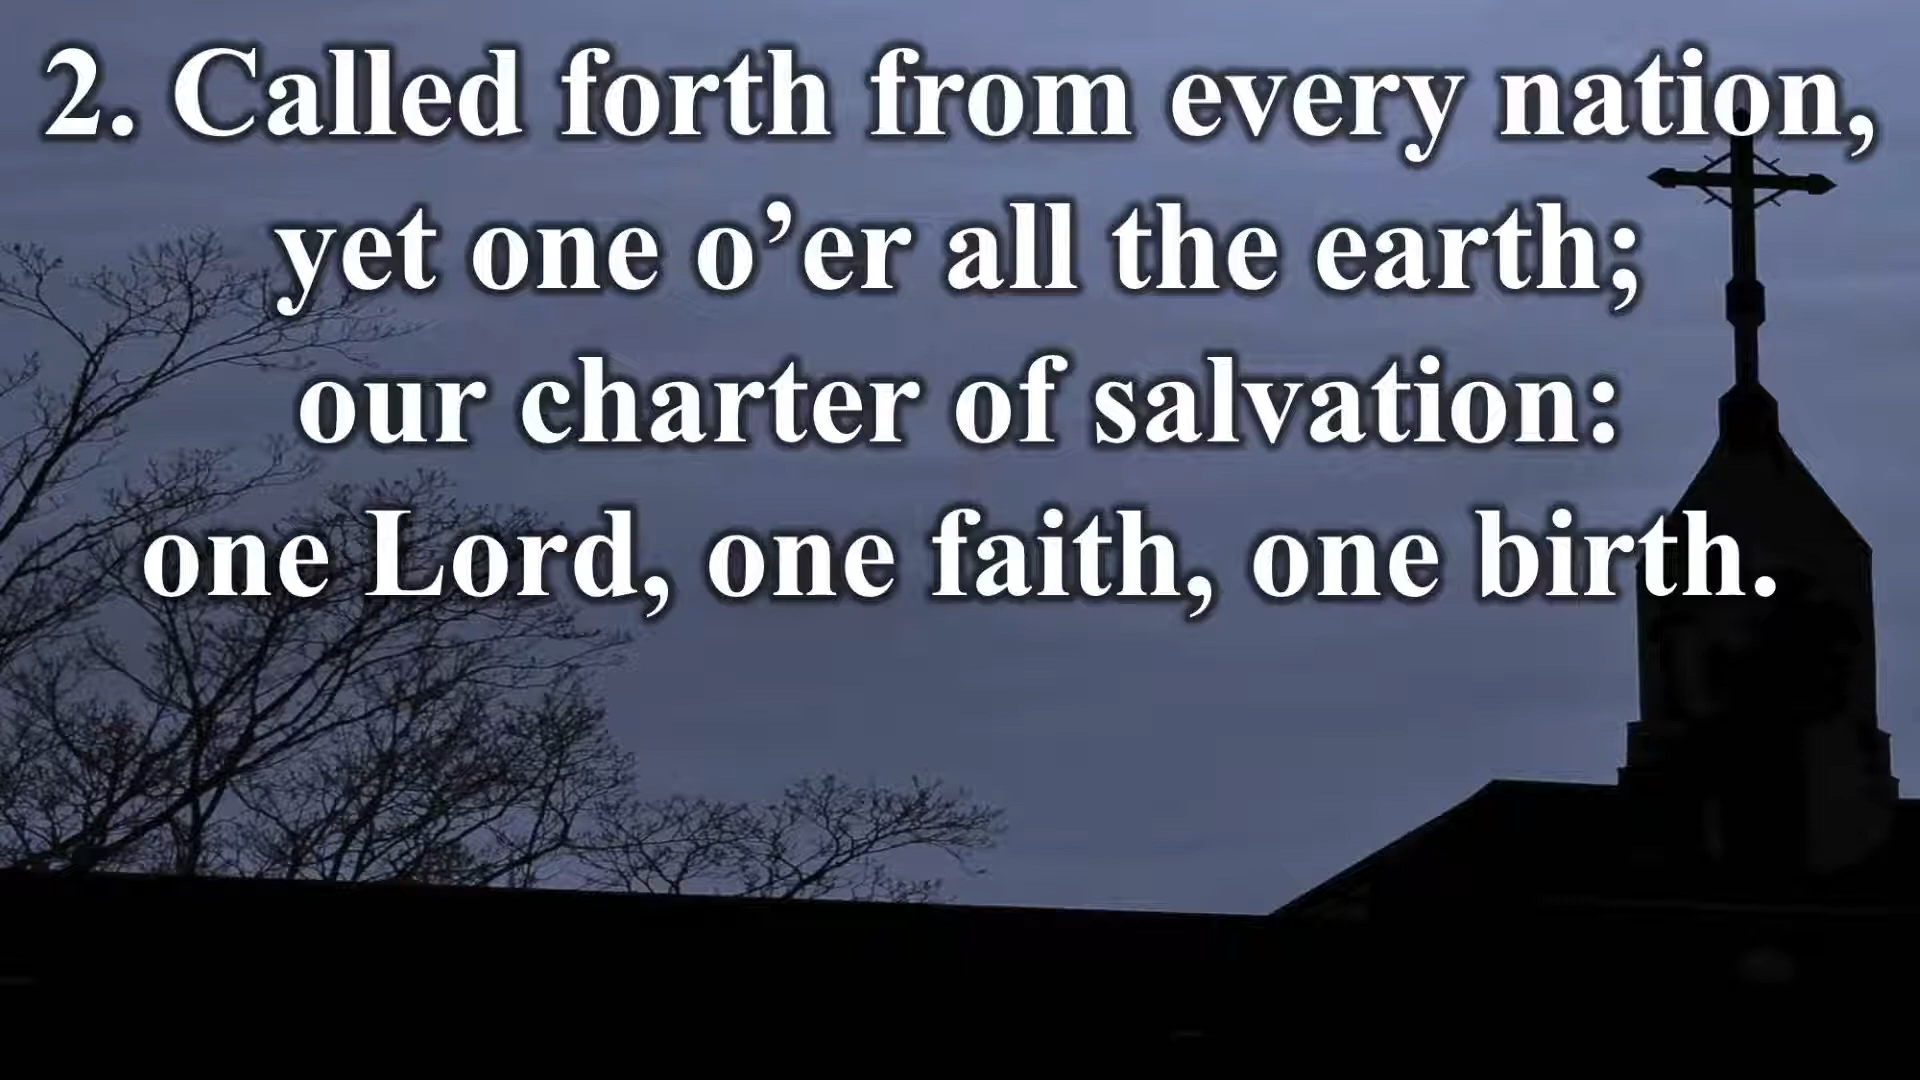 2. Called forth from every nation,
yet one o’er all the earth;
our charter of salvation:
one Lord, one faith, one birth.